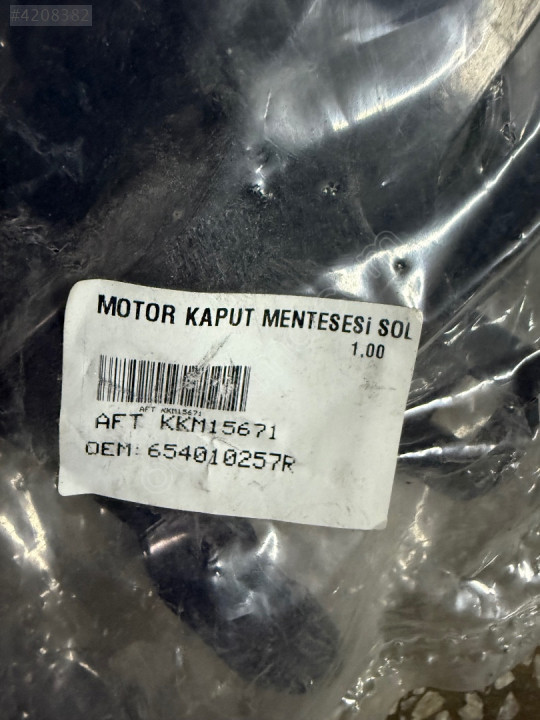 #4208382
MOTOR KAPUT MENTESESİ SOL
1.00
AFT KKM15671
AFT KKM15671
OEM:654010257R